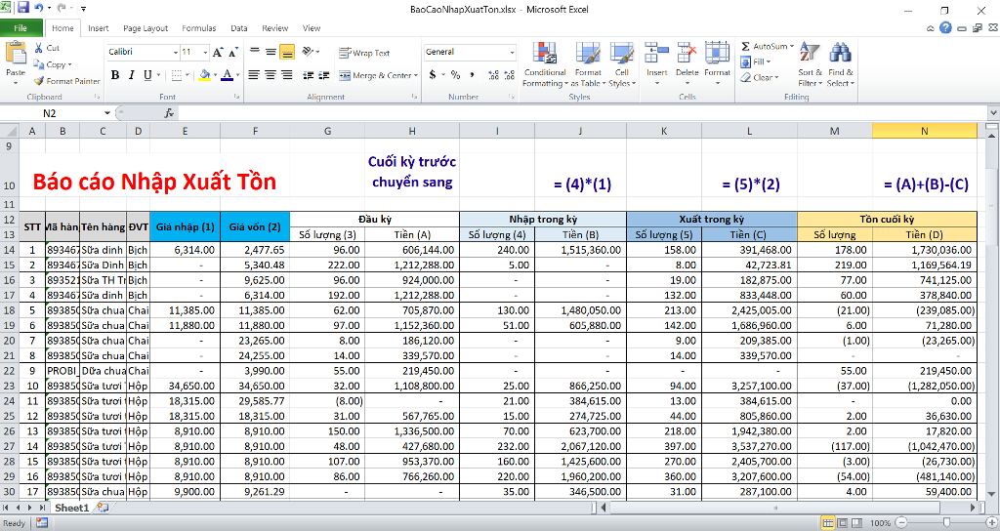 BaoCaoNhapXuatTon.xlsx - Microsoft Excel
File Home Insert Page Layout Formulas Data Review View
Paste Cut Copy Format Painter Clipboard
Calibri 11 A A B I U A Font
Wrap Text Merge & Center Alignment
General $ % , Number
Conditional Formatting Format as Table Cell Styles Styles
Insert Delete Format Cells
AutoSum Fill Clear Sort & Filter Find & Select Editing
N2 fx
A B C D E F G H I J K L M N
9
10 Báo cáo Nhập Xuất Tồn Cuối kỳ trước chuyển sang = (4)*(1) = (5)*(2) = (A)+(B)-(C)
11
12 STT Mã hàn Tên hàng ĐVT Giá nhập (1) Giá vốn (2) Đầu kỳ Nhập trong kỳ Xuất trong kỳ Tồn cuối kỳ
13 Số lượng (3) Tiền (A) Số lượng (4) Tiền (B) Số lượng (5) Tiền (C) Số lượng Tiền (D)
14 1 893467 Sữa dinh Bịch 6,314.00 2,477.65 96.00 606,144.00 240.00 1,515,360.00 158.00 391,468.00 178.00 1,730,036.00
15 2 893467 Sữa Dinh Bịch - 5,340.48 222.00 1,212,288.00 5.00 - 8.00 42,723.81 219.00 1,169,564.19
16 3 893521 Sữa TH Tr Bịch - 9,625.00 96.00 924,000.00 - - 19.00 182,875.00 77.00 741,125.00
17 4 893467 Sữa dinh Bịch - 6,314.00 192.00 1,212,288.00 - - 132.00 833,448.00 60.00 378,840.00
18 5 893850 Sữa chua Chai 11,385.00 11,385.00 62.00 705,870.00 130.00 1,480,050.00 213.00 2,425,005.00 (21.00) (239,085.00)
19 6 893850 Sữa chua Chai 11,880.00 11,880.00 97.00 1,152,360.00 51.00 605,880.00 142.00 1,686,960.00 6.00 71,280.00
20 7 893850 Sữa chua Chai - 23,265.00 8.00 186,120.00 - - 9.00 209,385.00 (1.00) (23,265.00)
21 8 893850 Sữa chua Chai - 24,255.00 14.00 339,570.00 - - 14.00 339,570.00 - -
22 9 PROBI_ Dữa chua Chai - 3,990.00 55.00 219,450.00 - - - - 55.00 219,450.00
23 10 893850 Sữa tươi Hộp 34,650.00 34,650.00 32.00 1,108,800.00 25.00 866,250.00 94.00 3,257,100.00 (37.00) (1,282,050.00)
24 11 893850 Sữa tươi Hộp 18,315.00 29,585.77 (8.00) - 21.00 384,615.00 13.00 384,615.00 - 0.00
25 12 893850 Sữa tươi Hộp 18,315.00 18,315.00 31.00 567,765.00 15.00 274,725.00 44.00 805,860.00 2.00 36,630.00
26 13 893850 Sữa tươi Hộp 8,910.00 8,910.00 150.00 1,336,500.00 70.00 623,700.00 218.00 1,942,380.00 2.00 17,820.00
27 14 893850 Sữa tươi Hộp 8,910.00 8,910.00 48.00 427,680.00 232.00 2,067,120.00 397.00 3,537,270.00 (117.00) (1,042,470.00)
28 15 893850 Sữa tươi Hộp 8,910.00 8,910.00 107.00 953,370.00 160.00 1,425,600.00 270.00 2,405,700.00 (3.00) (26,730.00)
29 16 893850 Sữa tươi Hộp 8,910.00 8,910.00 86.00 766,260.00 220.00 1,960,200.00 360.00 3,207,600.00 (54.00) (481,140.00)
30 17 893850 Sữa chua Hộp 9,900.00 9,261.29 - - 35.00 346,500.00 31.00 287,100.00 4.00 59,400.00
Sheet1
Ready 100%